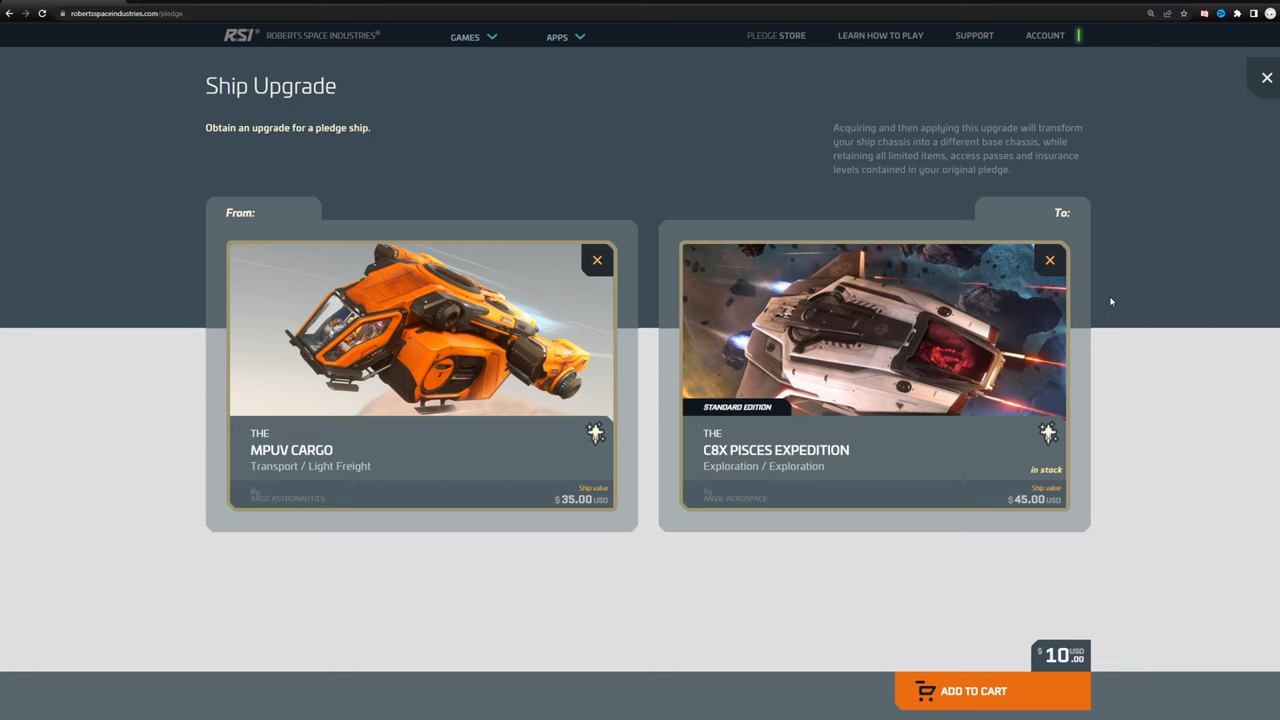 robertsspaceindustries.com/pledge
RSI® ROBERTS SPACE INDUSTRIES®
GAMES
APPS
PLEDGE STORE
LEARN HOW TO PLAY
SUPPORT
ACCOUNT
Ship Upgrade
Obtain an upgrade for a pledge ship.
Acquiring and then applying this upgrade will transform
your ship chassis into a different base chassis, while
retaining all limited items, access passes and insurance
levels contained in your original pledge.
From:
THE
MPUV CARGO
Transport / Light Freight
By
ARGO ASTRONAUTICS
Ship value
$ 35.00 USD
To:
STANDARD EDITION
THE
C8X PISCES EXPEDITION
Exploration / Exploration
in stock
By
ANVIL AEROSPACE
Ship value
$ 45.00 USD
$ 10.00 USD
ADD TO CART